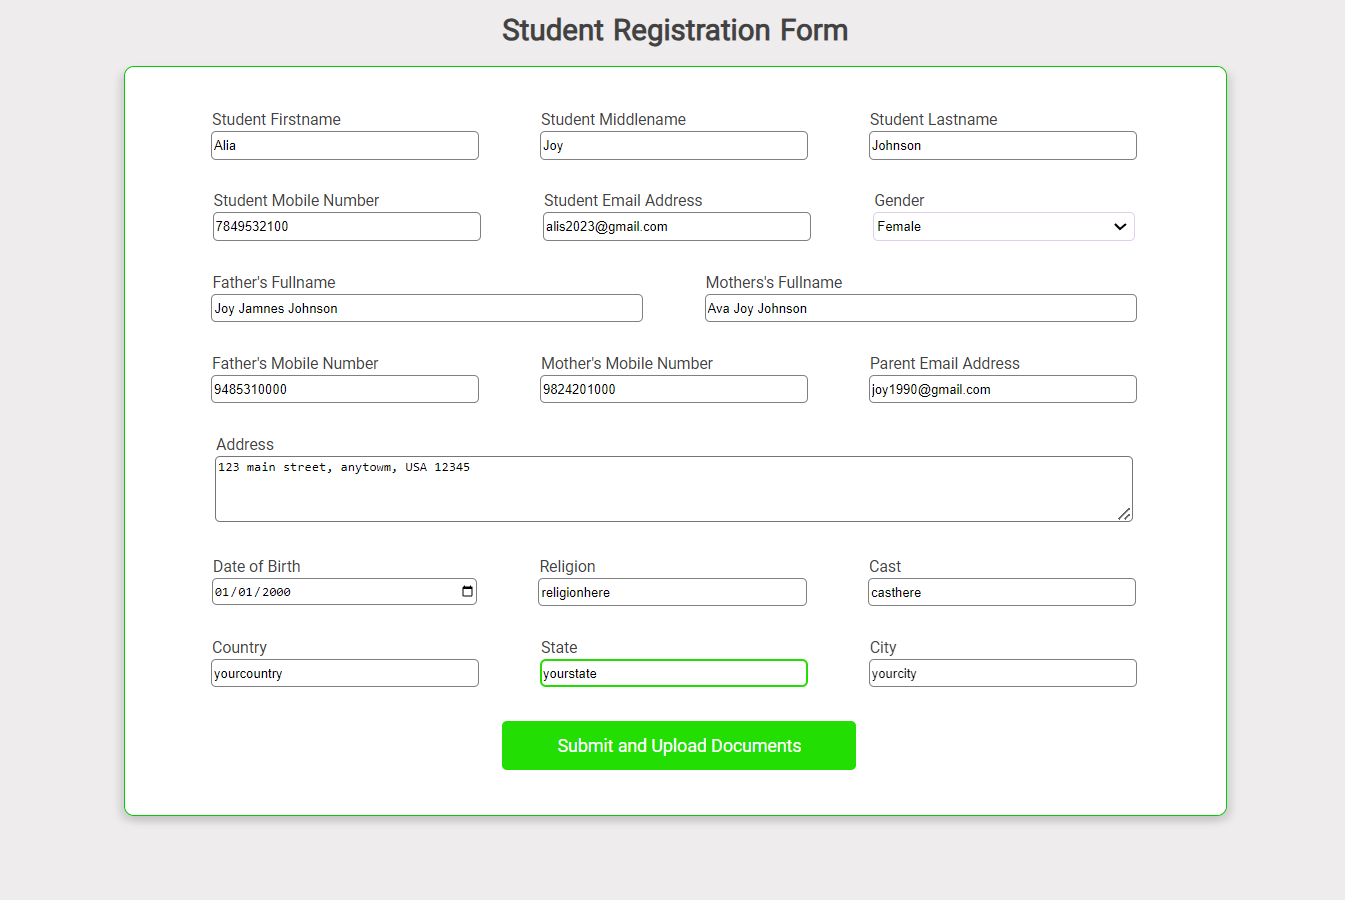 Student Registration Form
Student Firstname Student Middlename Student Lastname
Alia Joy Johnson
Student Mobile Number Student Email Address Gender
7849532100 alis2023@gmail.com Female
Father's Fullname Mothers's Fullname
Joy Jamnes Johnson Ava Joy Johnson
Father's Mobile Number Mother's Mobile Number Parent Email Address
9485310000 9824201000 joy1990@gmail.com
Address
123 main street, anytowm, USA 12345
Date of Birth Religion Cast
01/01/2000 religionhere casthere
Country State City
yourcountry yourstate yourcity
Submit and Upload Documents